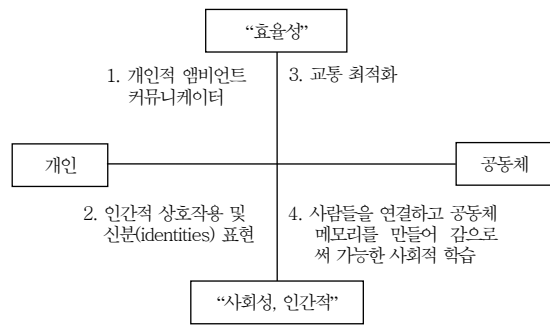 “효율성”
1. 개인적 앰비언트
커뮤니케이터
3. 교통 최적화
개인
공동체
2. 인간적 상호작용 및
신분(identities) 표현
4. 사람들을 연결하고 공동체
메모리를 만들어 감으로
써 가능한 사회적 학습
“사회성, 인간적”